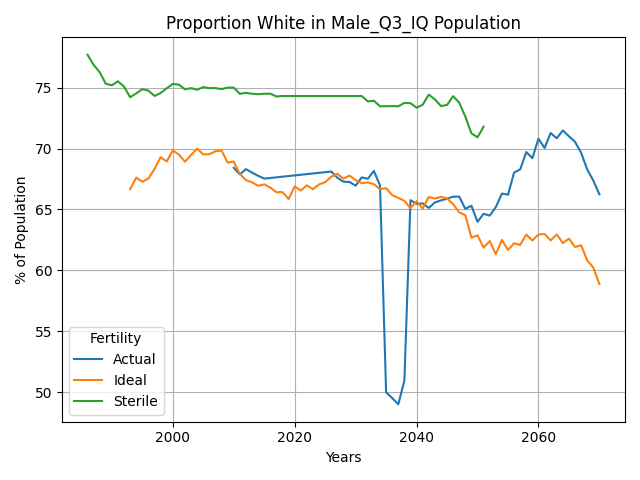 Proportion White in Male_Q3_IQ Population
% of Population
75
70
65
60
55
50
Fertility
Actual
Ideal
Sterile
2000 2020 2040 2060
Years